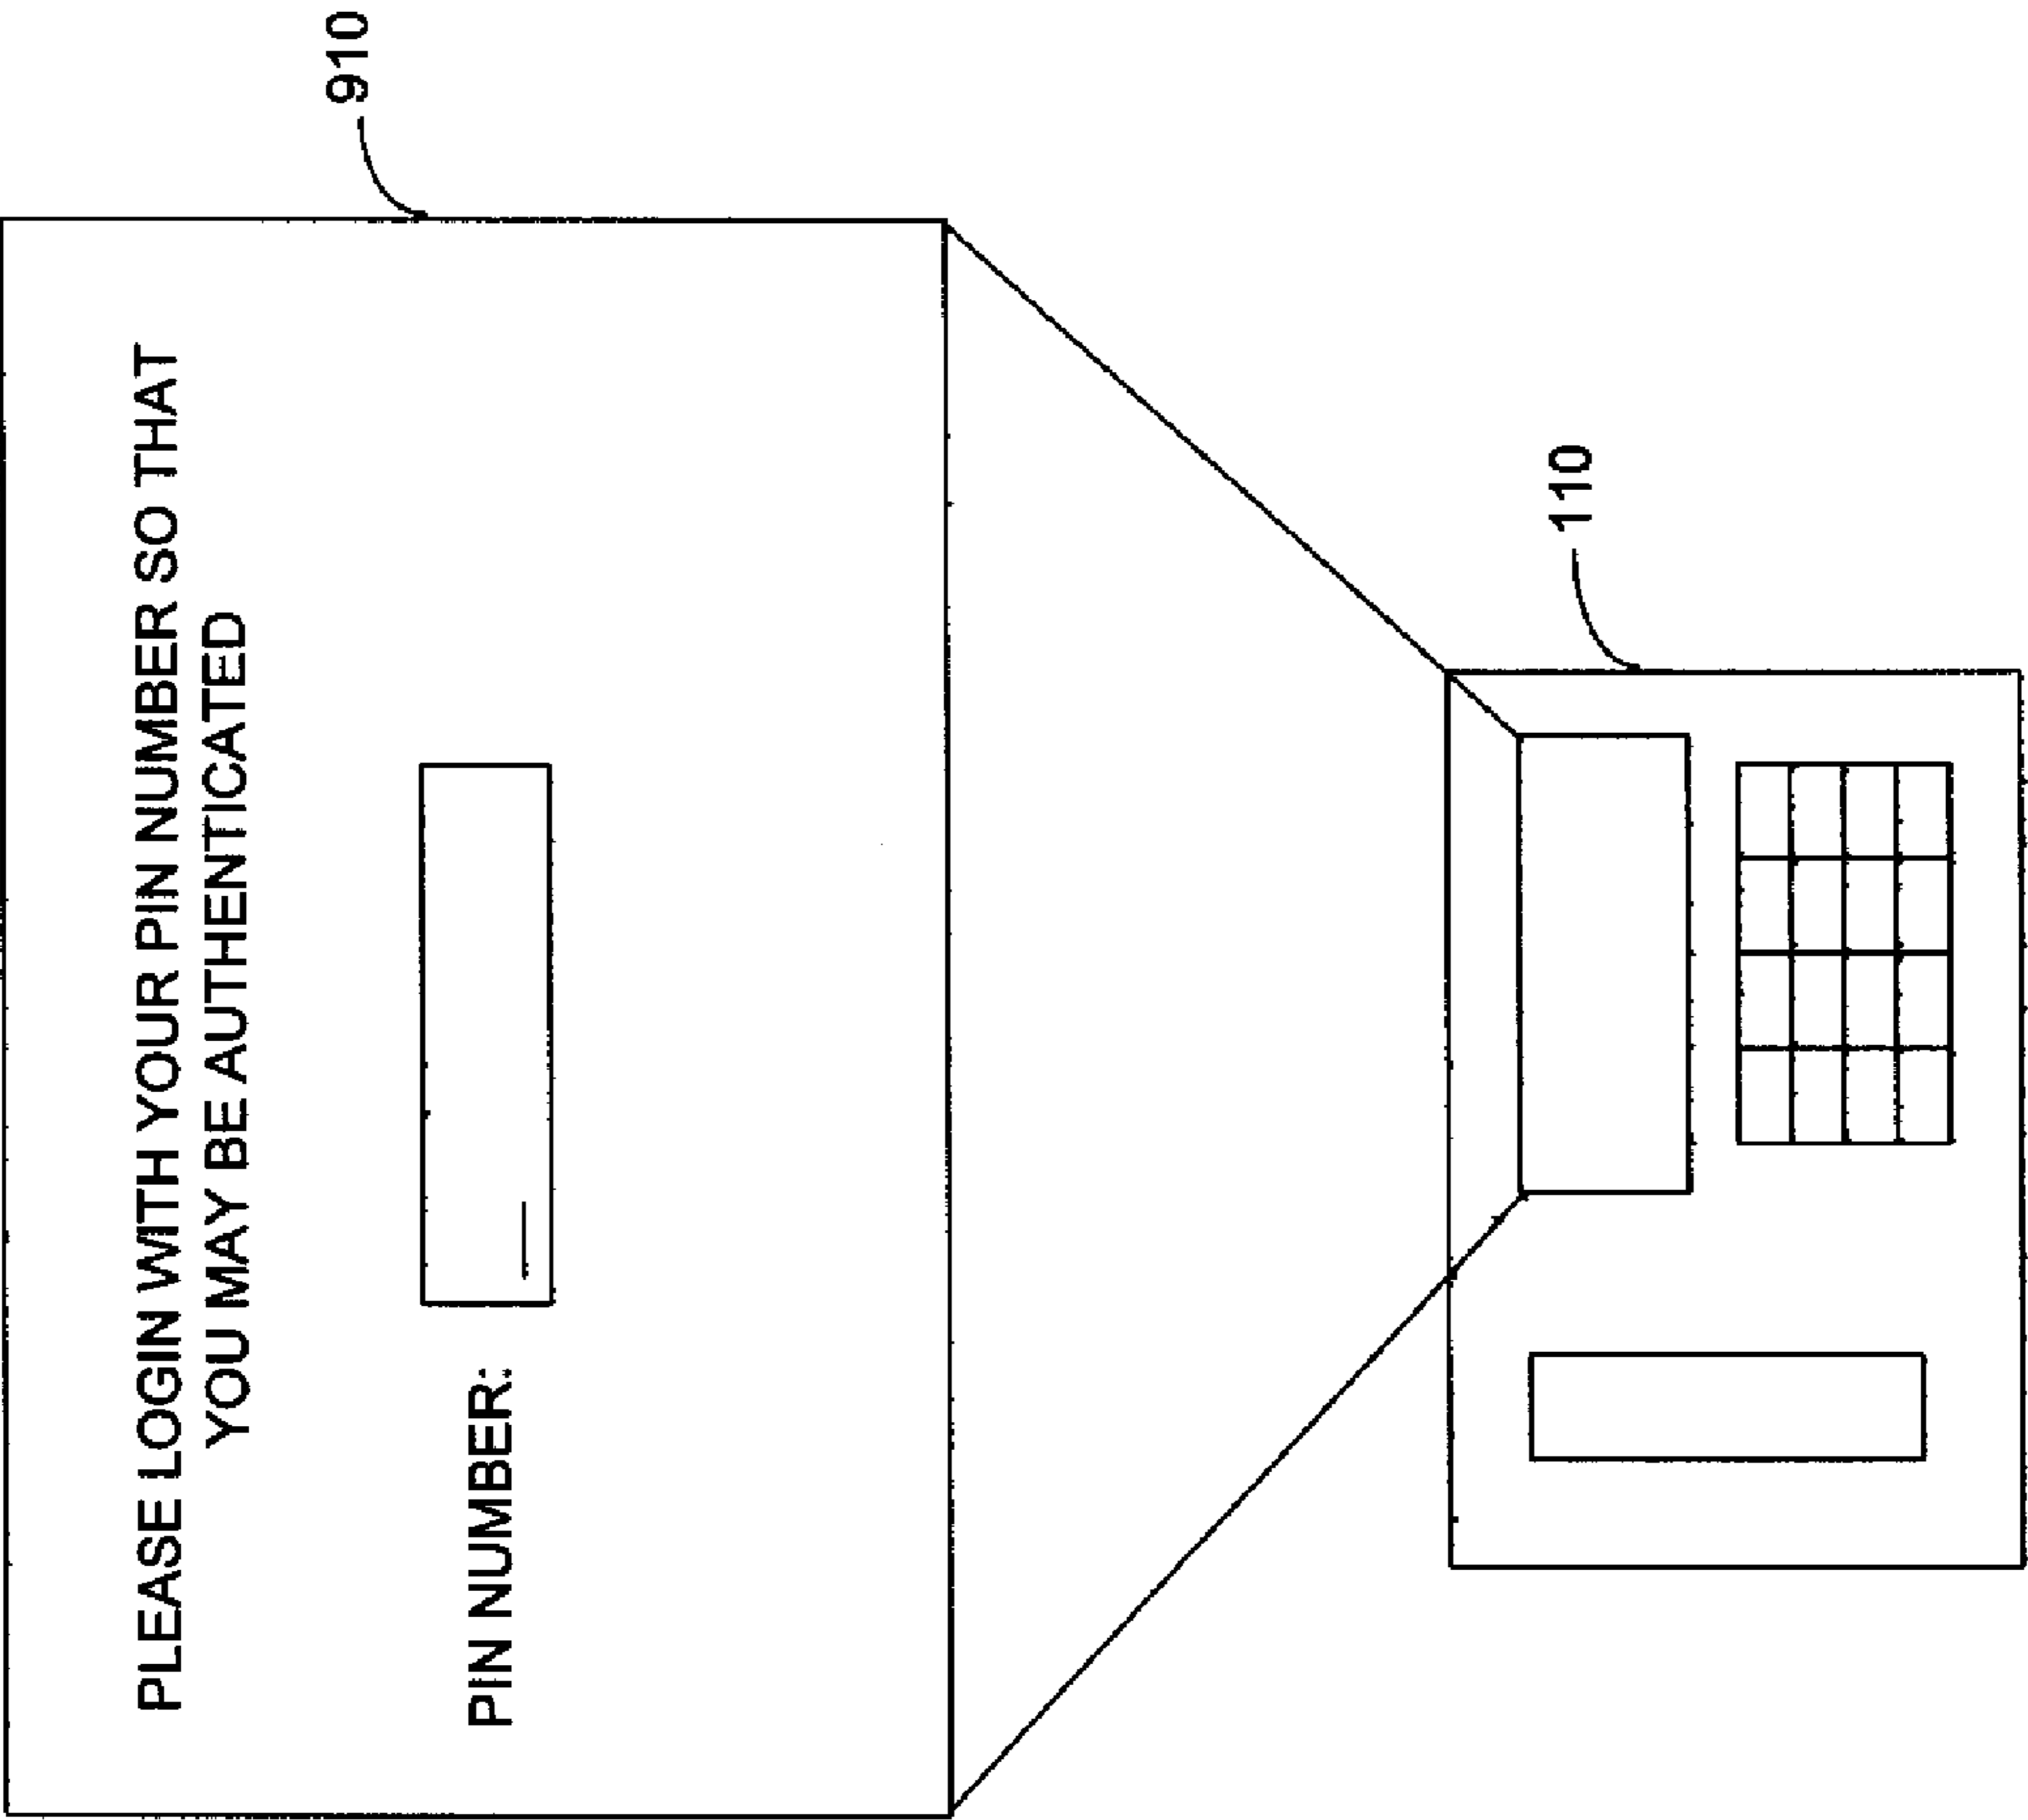 PLEASE LOGIN WITH YOUR PIN NUMBER SO THAT
YOU MAY BE AUTHENTICATED
PIN NUMBER:
910
110